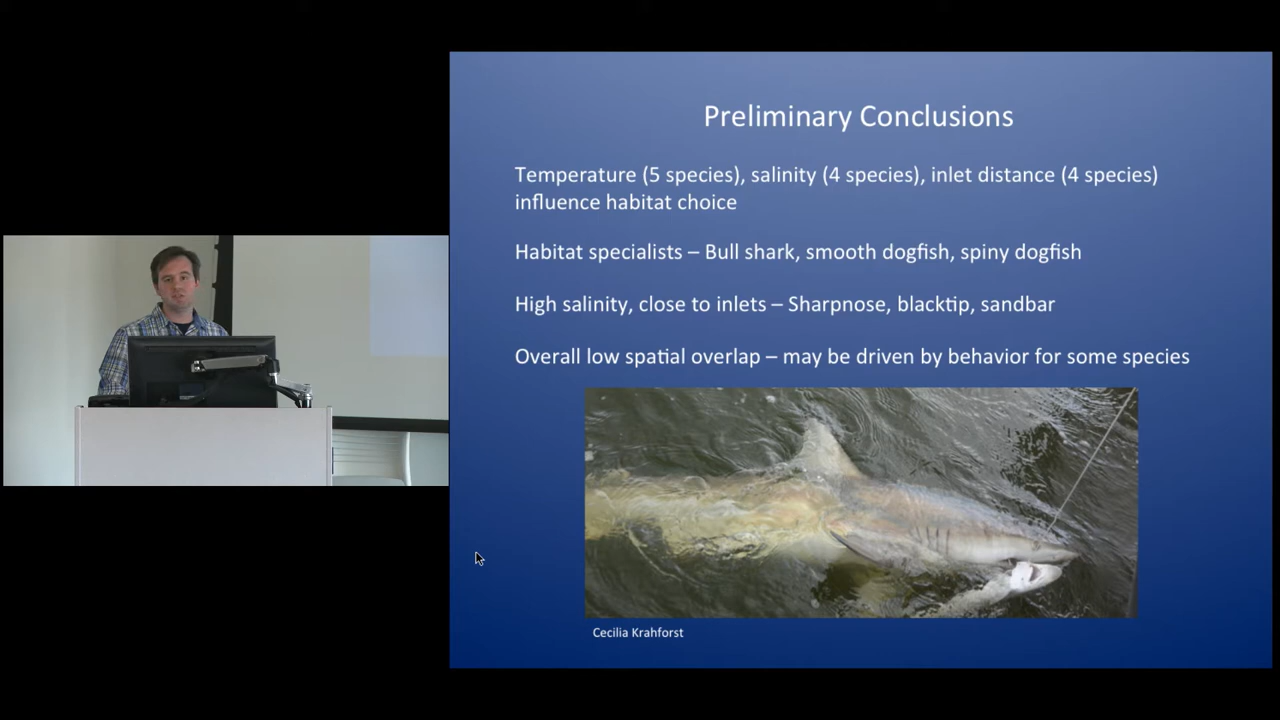 Preliminary Conclusions
Temperature (5 species), salinity (4 species), inlet distance (4 species)
influence habitat choice
Habitat specialists – Bull shark, smooth dogfish, spiny dogfish
High salinity, close to inlets – Sharpnose, blacktip, sandbar
Overall low spatial overlap – may be driven by behavior for some species
Cecilia Krahforst